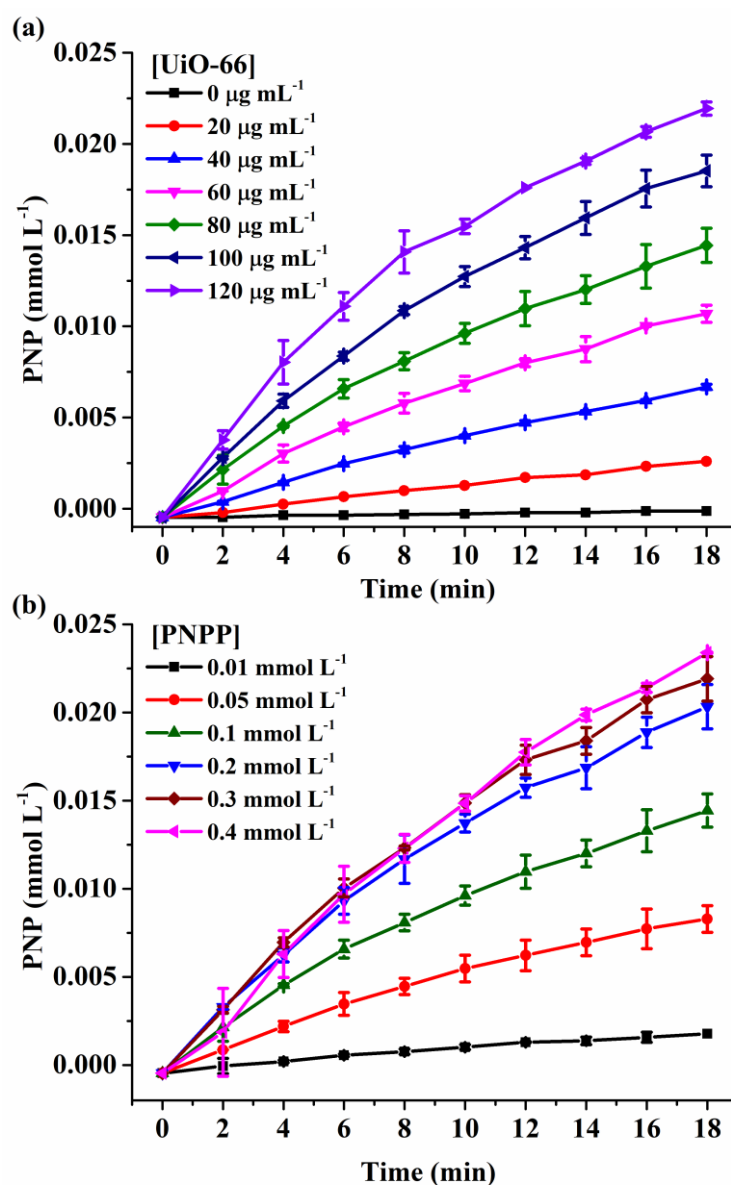 (a)
[UiO-66]
0 μg mL⁻¹
20 μg mL⁻¹
40 μg mL⁻¹
60 μg mL⁻¹
80 μg mL⁻¹
100 μg mL⁻¹
120 μg mL⁻¹
PNP (mmol L⁻¹)
0.025
0.020
0.015
0.010
0.005
0.000
0 2 4 6 8 10 12 14 16 18
Time (min)
(b)
[PNPP]
0.01 mmol L⁻¹
0.05 mmol L⁻¹
0.1 mmol L⁻¹
0.2 mmol L⁻¹
0.3 mmol L⁻¹
0.4 mmol L⁻¹
PNP (mmol L⁻¹)
0.025
0.020
0.015
0.010
0.005
0.000
0 2 4 6 8 10 12 14 16 18
Time (min)